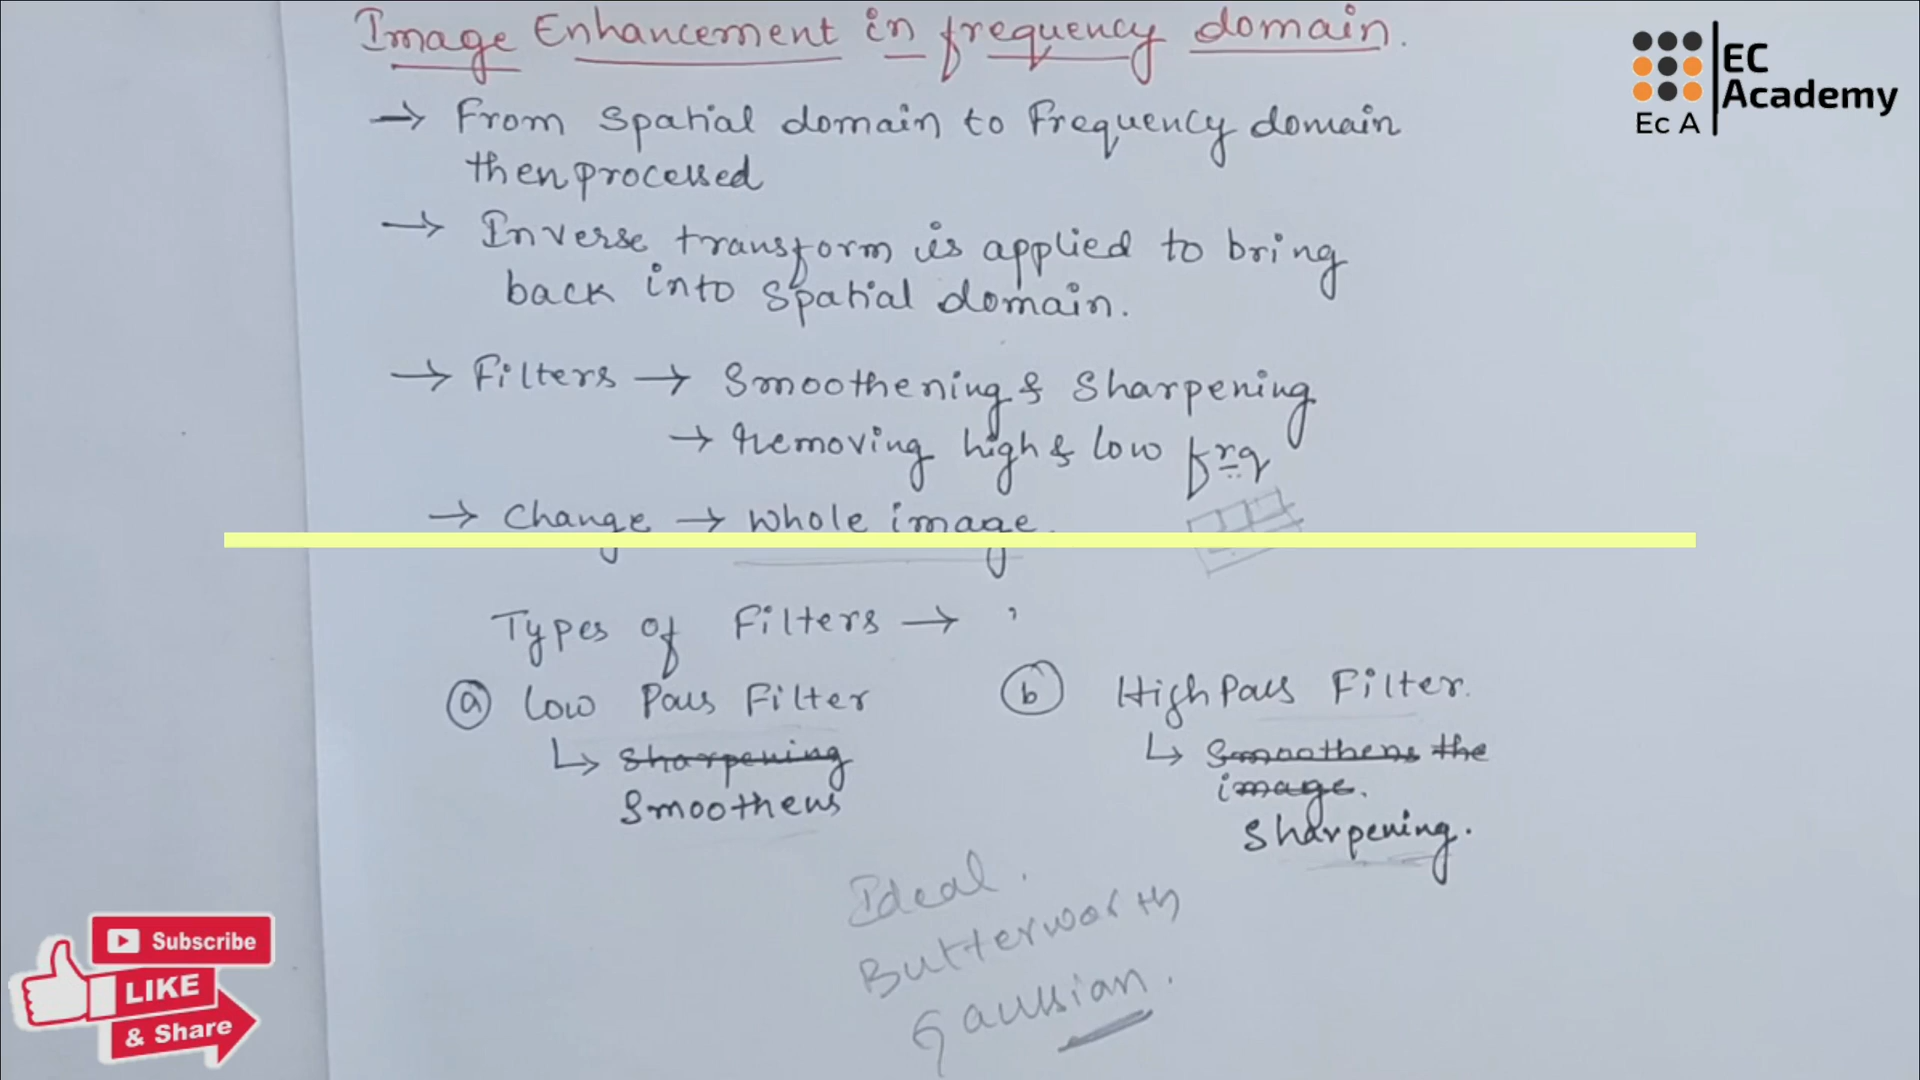 Image Enhancement in frequency domain.
EC
Academy
Ec A
→ From Spatial domain to Frequency domain
then processed
→ Inverse transform is applied to bring
back into Spatial domain.
→ Filters → Smoothening & Sharpening
→ removing high & low frq
→ Change → Whole image.
Types of Filters →
(a) Low Pass Filter
(b) High Pass Filter.
↳ Sharpening
Smoothens
↳ Smoothens the
image.
Sharpening.
Ideal.
Butterworth
Gaussian.
Subscribe
LIKE
& Share